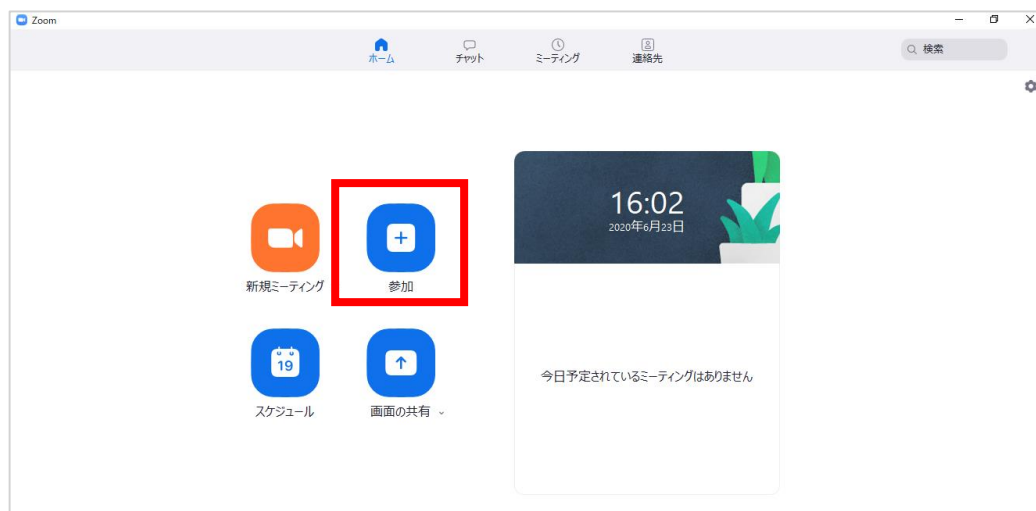 Zoom
ホーム
チャット
ミーティング
連絡先
検索
16:02
2020年6月23日
新規ミーティング
参加
19
スケジュール
画面の共有
今日予定されているミーティングはありません